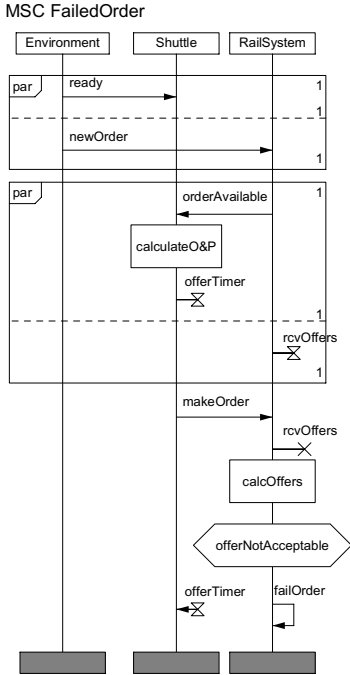 MSC FailedOrder
Environment Shuttle RailSystem
par ready 1
1
newOrder
1
par orderAvailable 1
calculateO&P
offerTimer
1
rcvOffers
1
makeOrder
rcvOffers
calcOffers
offerNotAcceptable
offerTimer failOrder